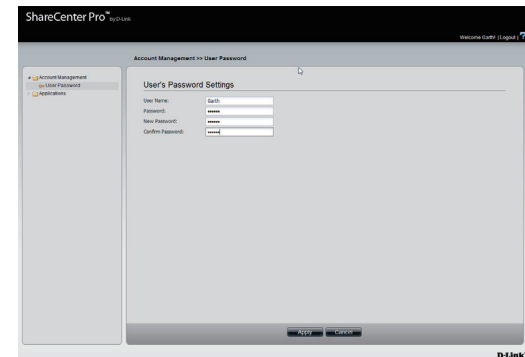 ShareCenter Pro™ by D-Link
Welcome Garth! | Logout | ?
Account Management >> User Password
Account Management
User Password
Applications
User's Password Settings
User Name: Garth
Password: ••••••
New Password: ••••••
Confirm Password: ••••••
Apply Cancel
D-Link